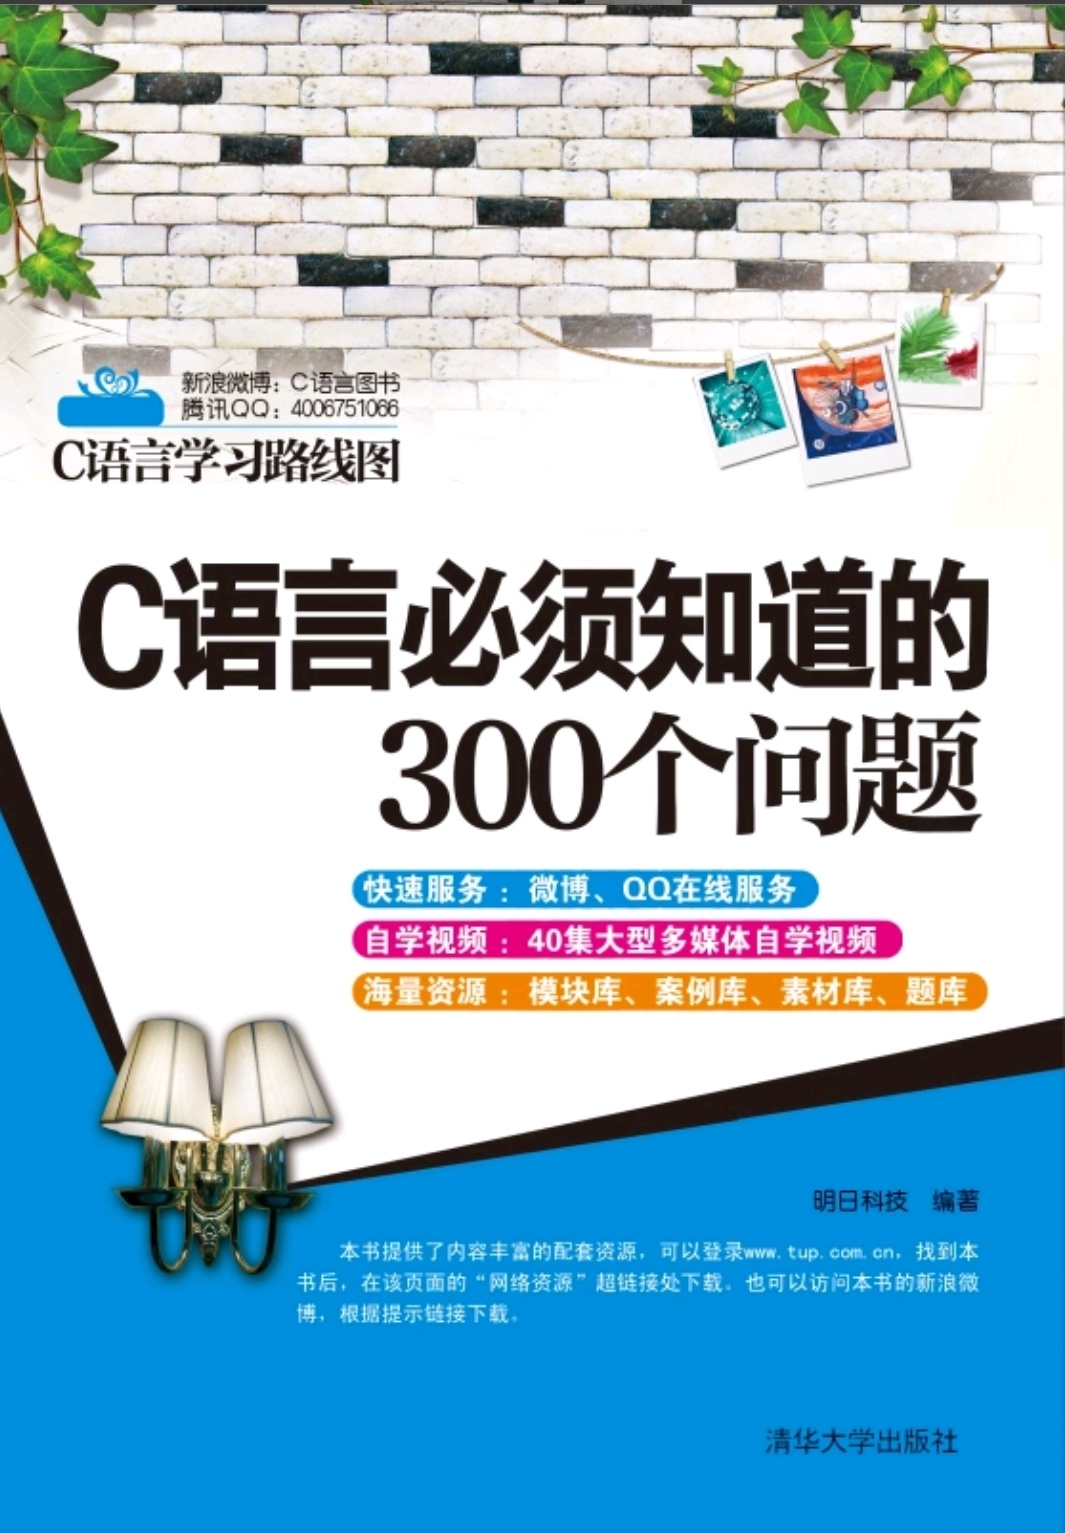 新浪微博：C语言图书
腾讯QQ：4006751066
C语言学习路线图
C语言必须知道的
300个问题
快速服务：微博、QQ在线服务
自学视频：40集大型多媒体自学视频
海量资源：模块库、案例库、素材库、题库
明日科技 编著
本书提供了内容丰富的配套资源，可以登录www.tup.com.cn，找到本
书后，在该页面的“网络资源”超链接处下载。也可以访问本书的新浪微
博，根据提示链接下载。
清华大学出版社